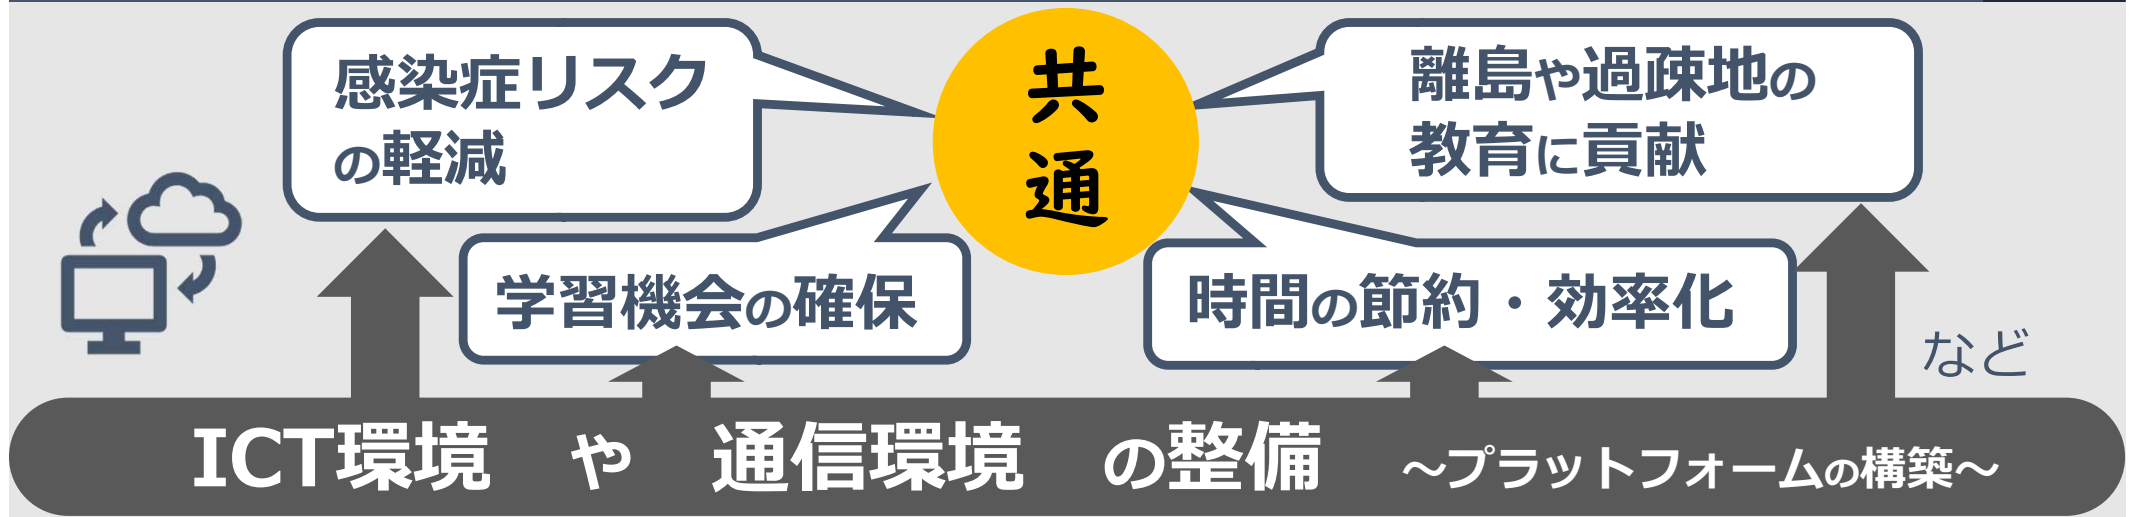 感染症リスク
の軽減
共
通
離島や過疎地の
教育に貢献
学習機会の確保
時間の節約・効率化
など
ICT環境 や 通信環境 の整備 ～プラットフォームの構築～